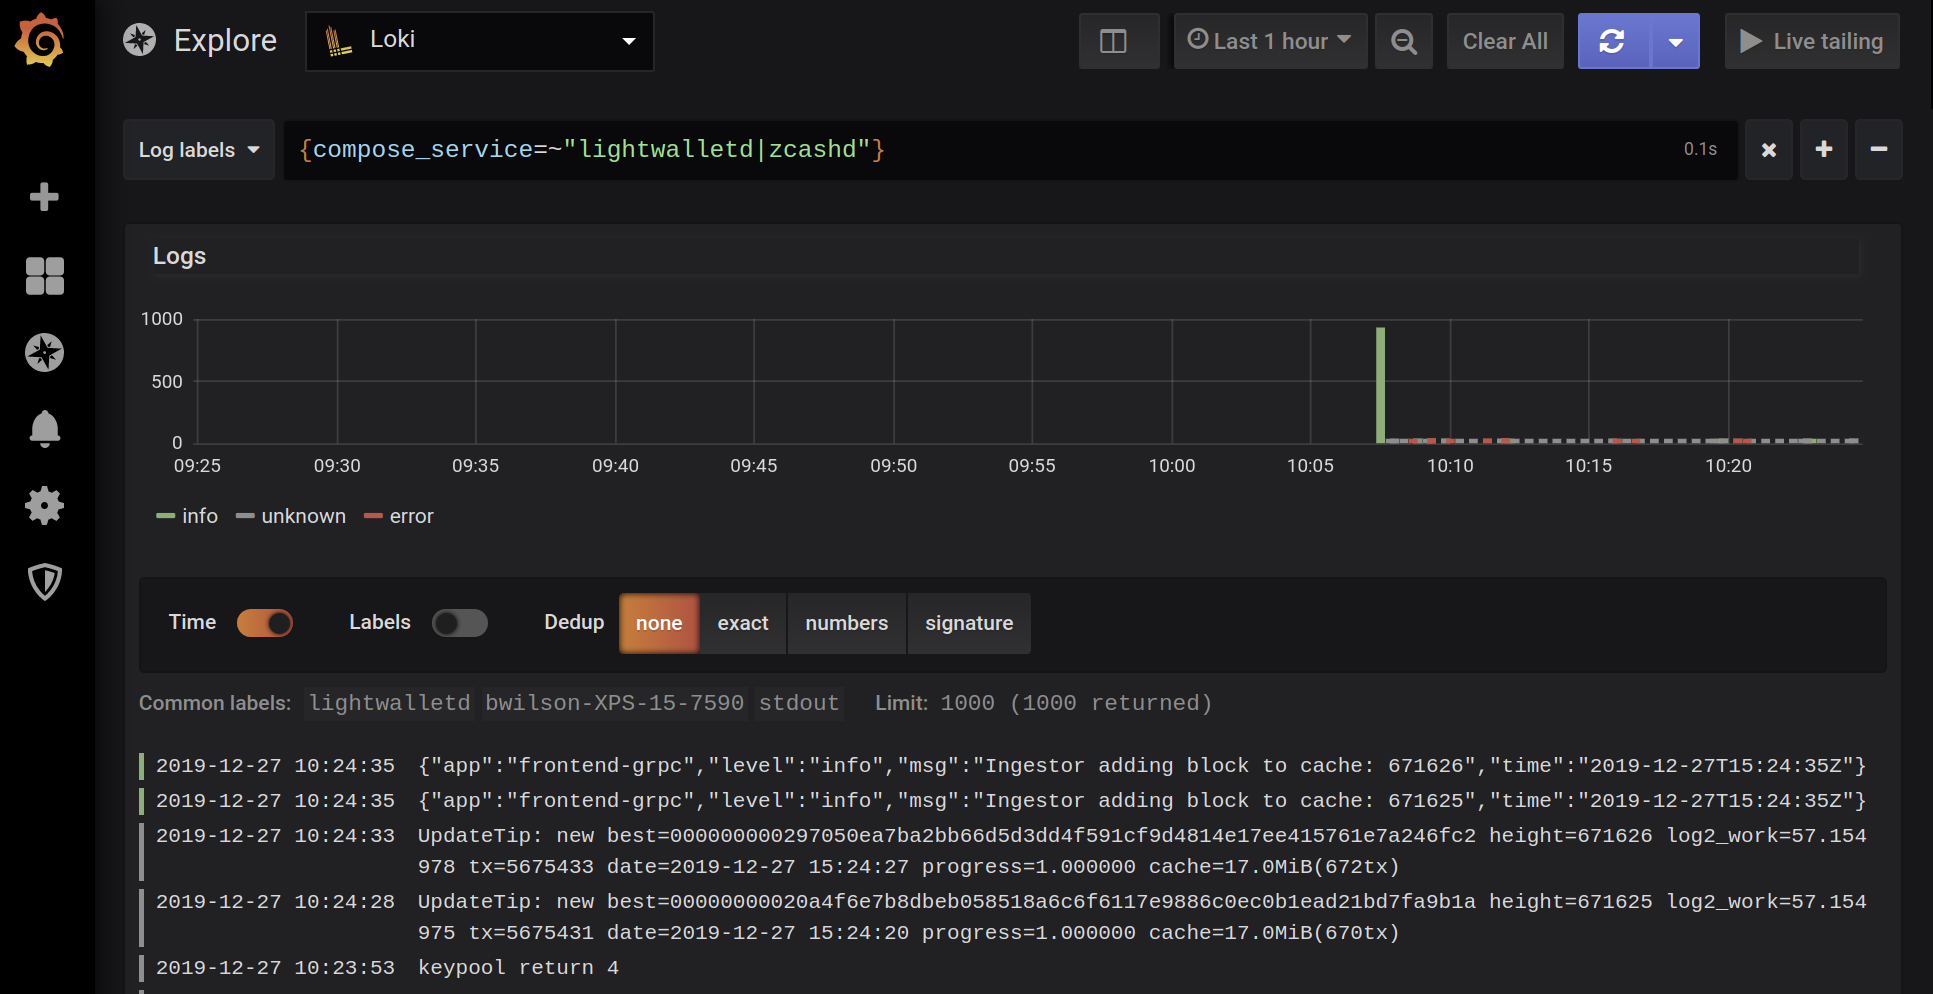 Explore Loki Last 1 hour Clear All Live tailing
Log labels {compose_service=~"lightwalletd|zcashd"} 0.1s
Logs
1000
500
0
09:25 09:30 09:35 09:40 09:45 09:50 09:55 10:00 10:05 10:10 10:15 10:20
info unknown error
Time Labels Dedup none exact numbers signature
Common labels: lightwalletd bwilson-XPS-15-7590 stdout Limit: 1000 (1000 returned)
2019-12-27 10:24:35 {"app":"frontend-grpc","level":"info","msg":"Ingestor adding block to cache: 671626","time":"2019-12-27T15:24:35Z"}
2019-12-27 10:24:35 {"app":"frontend-grpc","level":"info","msg":"Ingestor adding block to cache: 671625","time":"2019-12-27T15:24:35Z"}
2019-12-27 10:24:33 UpdateTip: new best=000000000297050ea7ba2bb66d5d3dd4f591cf9d4814e17ee415761e7a246fc2 height=671626 log2_work=57.154
978 tx=5675433 date=2019-12-27 15:24:27 progress=1.000000 cache=17.0MiB(672tx)
2019-12-27 10:24:28 UpdateTip: new best=00000000020a4f6e7b8dbeb058518a6c6f6117e9886c0ec0b1ead21bd7fa9b1a height=671625 log2_work=57.154
975 tx=5675431 date=2019-12-27 15:24:20 progress=1.000000 cache=17.0MiB(670tx)
2019-12-27 10:23:53 keypool return 4